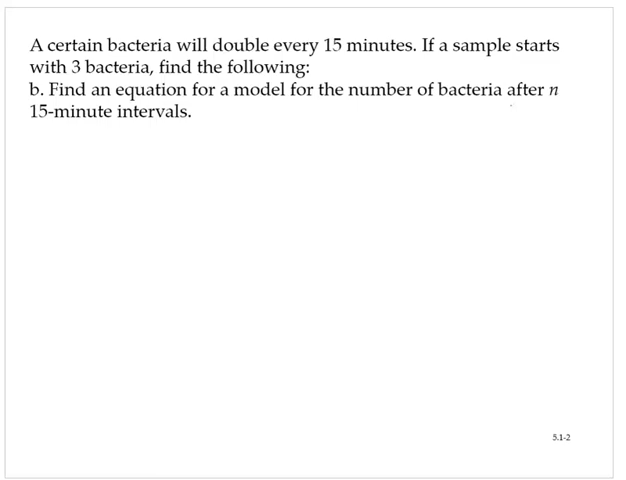 A certain bacteria will double every 15 minutes. If a sample starts
with 3 bacteria, find the following:
b. Find an equation for a model for the number of bacteria after n
15-minute intervals.
5.1-2